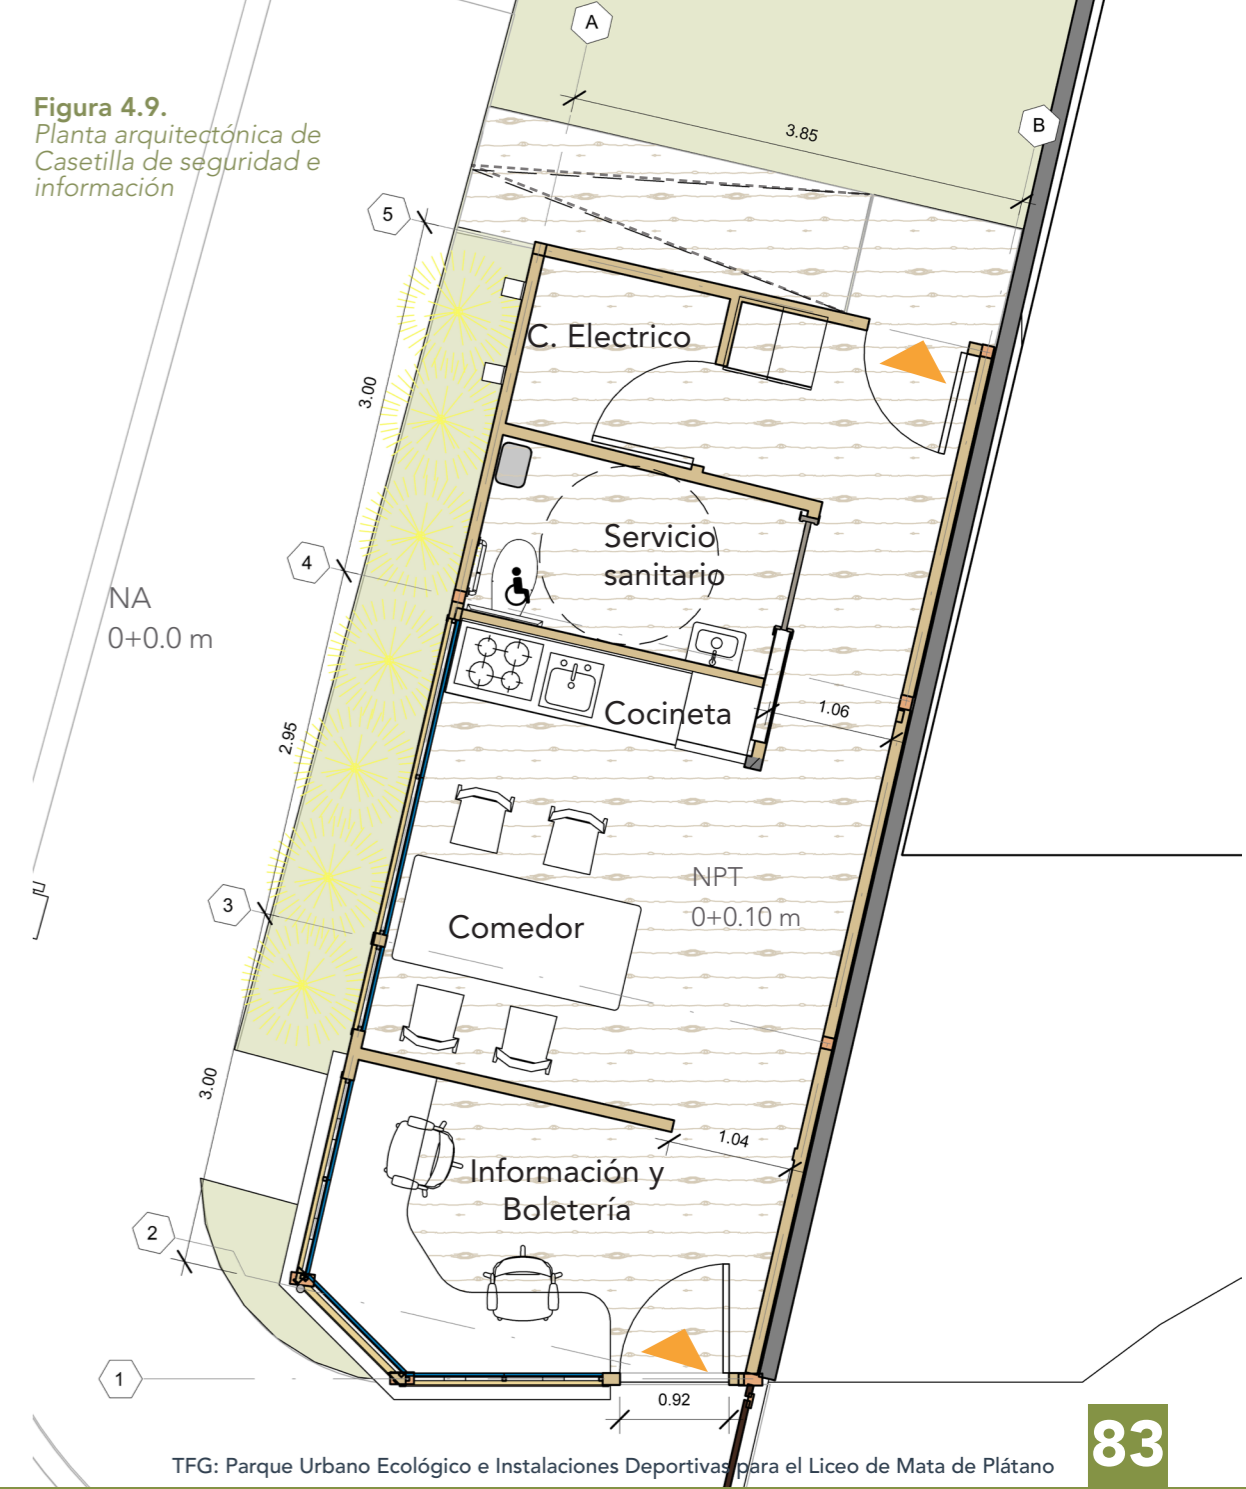 Figura 4.9.
Planta arquitectónica de
Casetilla de seguridad e
información
A
B
3.85
5
C. Electrico
3.00
Servicio
sanitario
4
NA
0+0.0 m
Cocineta
1.06
2.95
NPT
0+0.10 m
3
Comedor
3.00
1.04
Información y
Boletería
2
1
0.92
TFG: Parque Urbano Ecológico e Instalaciones Deportivas para el Liceo de Mata de Plátano
83